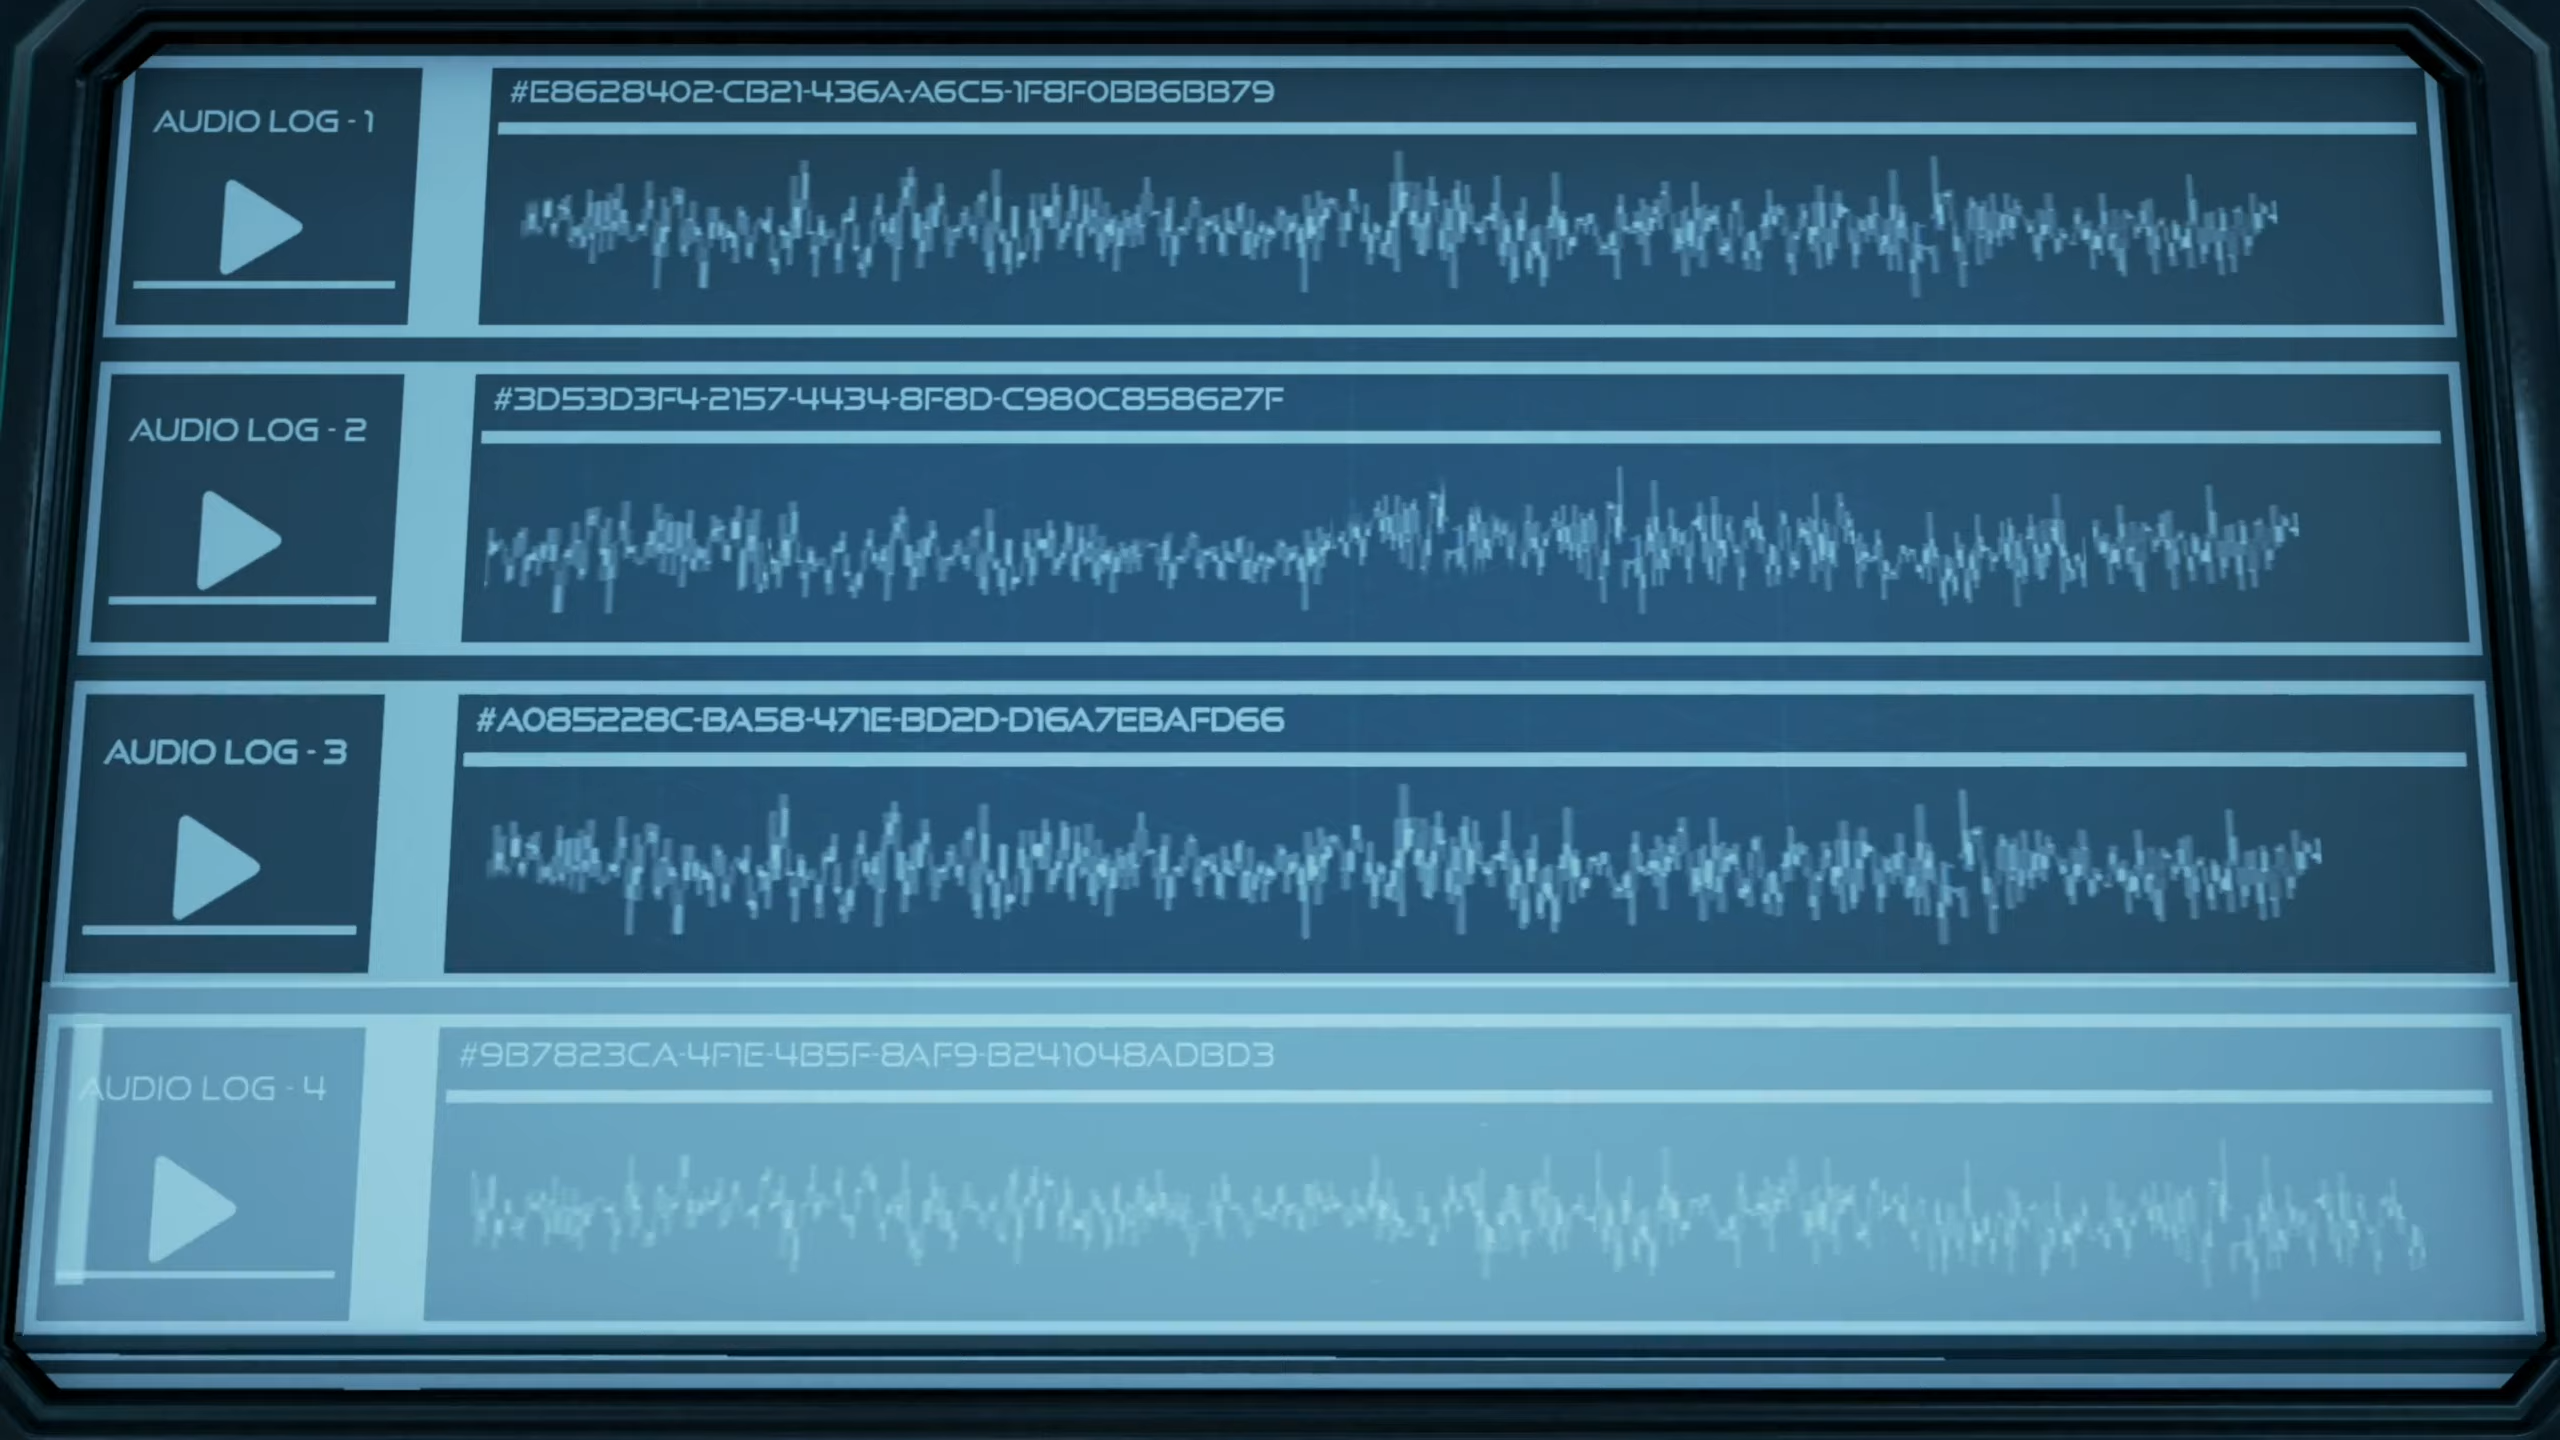 AUDIO LOG - 1
#E8628402-CB21-436A-A6C5-1F8F0BB6BB79
AUDIO LOG - 2
#3D53D3F4-2157-4434-8F8D-C980C858627F
AUDIO LOG - 3
#A085228C-BA58-471E-BD2D-D16A7EBAFD66
AUDIO LOG - 4
#9B7823CA-4F1E-4B5F-8AF9-B241048ADBD3